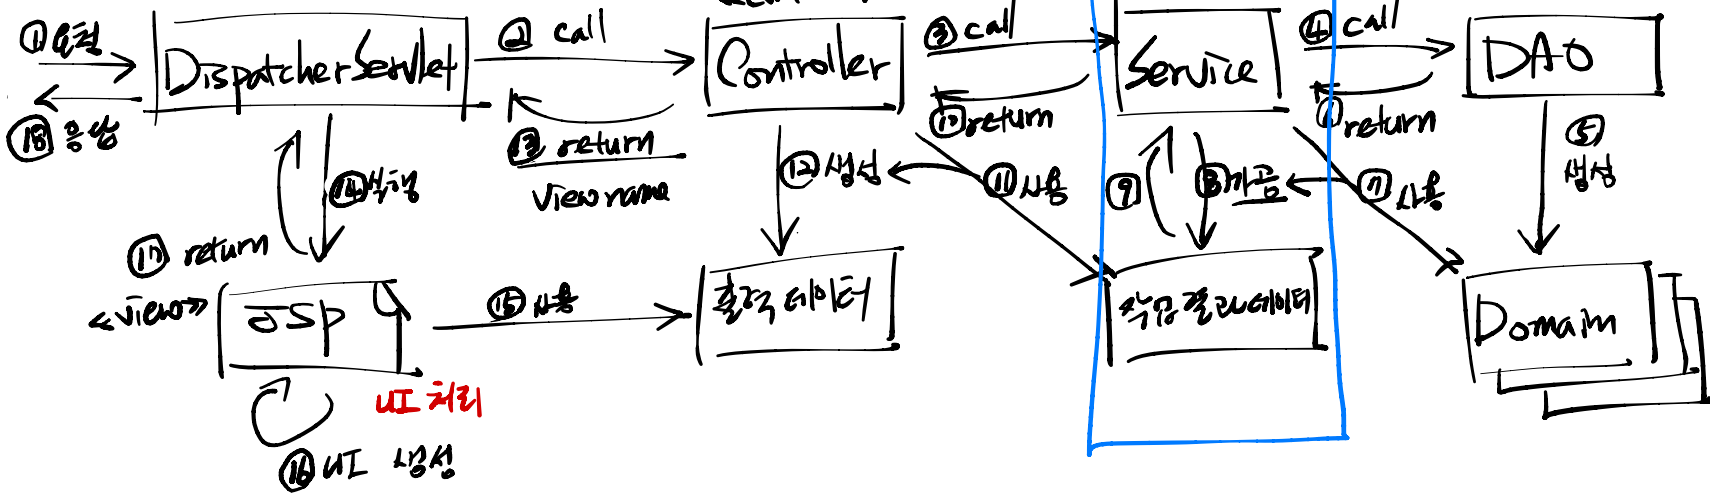 ① 요청
DispatcherServlet
② call
Controller
③ call
Service
④ call
DAO
⑱ 응답
⑬ return
view name
⑩ return
⑥ return
⑤
생성
⑭ 실행
⑫ 생성
⑪ 사용
⑨
⑧ 가공
⑦ 사용
⑰ return
<<view>>
JSP
⑮ 사용
출력 데이터
작업결과데이터
Domain
UI 처리
⑯ UI 생성